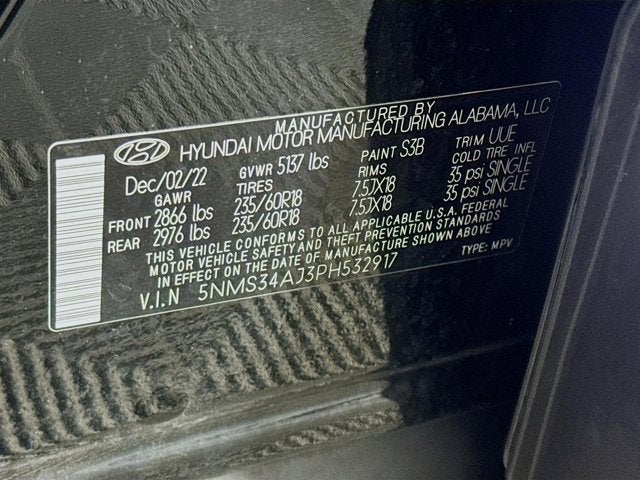 MANUFACTURED BY
HYUNDAI MOTOR MANUFACTURING ALABAMA, LLC
Dec/02/22 GVWR 5137 lbs PAINT S3B TRIM UUE
GAWR TIRES RIMS COLD TIRE INFL
FRONT 2866 lbs 235/60R18 7.5JX18 35 psi SINGLE
REAR 2976 lbs 235/60R18 7.5JX18 35 psi SINGLE
THIS VEHICLE CONFORMS TO ALL APPLICABLE U.S.A. FEDERAL
MOTOR VEHICLE SAFETY AND THEFT PREVENTION STANDARDS
IN EFFECT ON THE DATE OF MANUFACTURE SHOWN ABOVE
V.I.N 5NMS34AJ3PH532917 TYPE: MPV